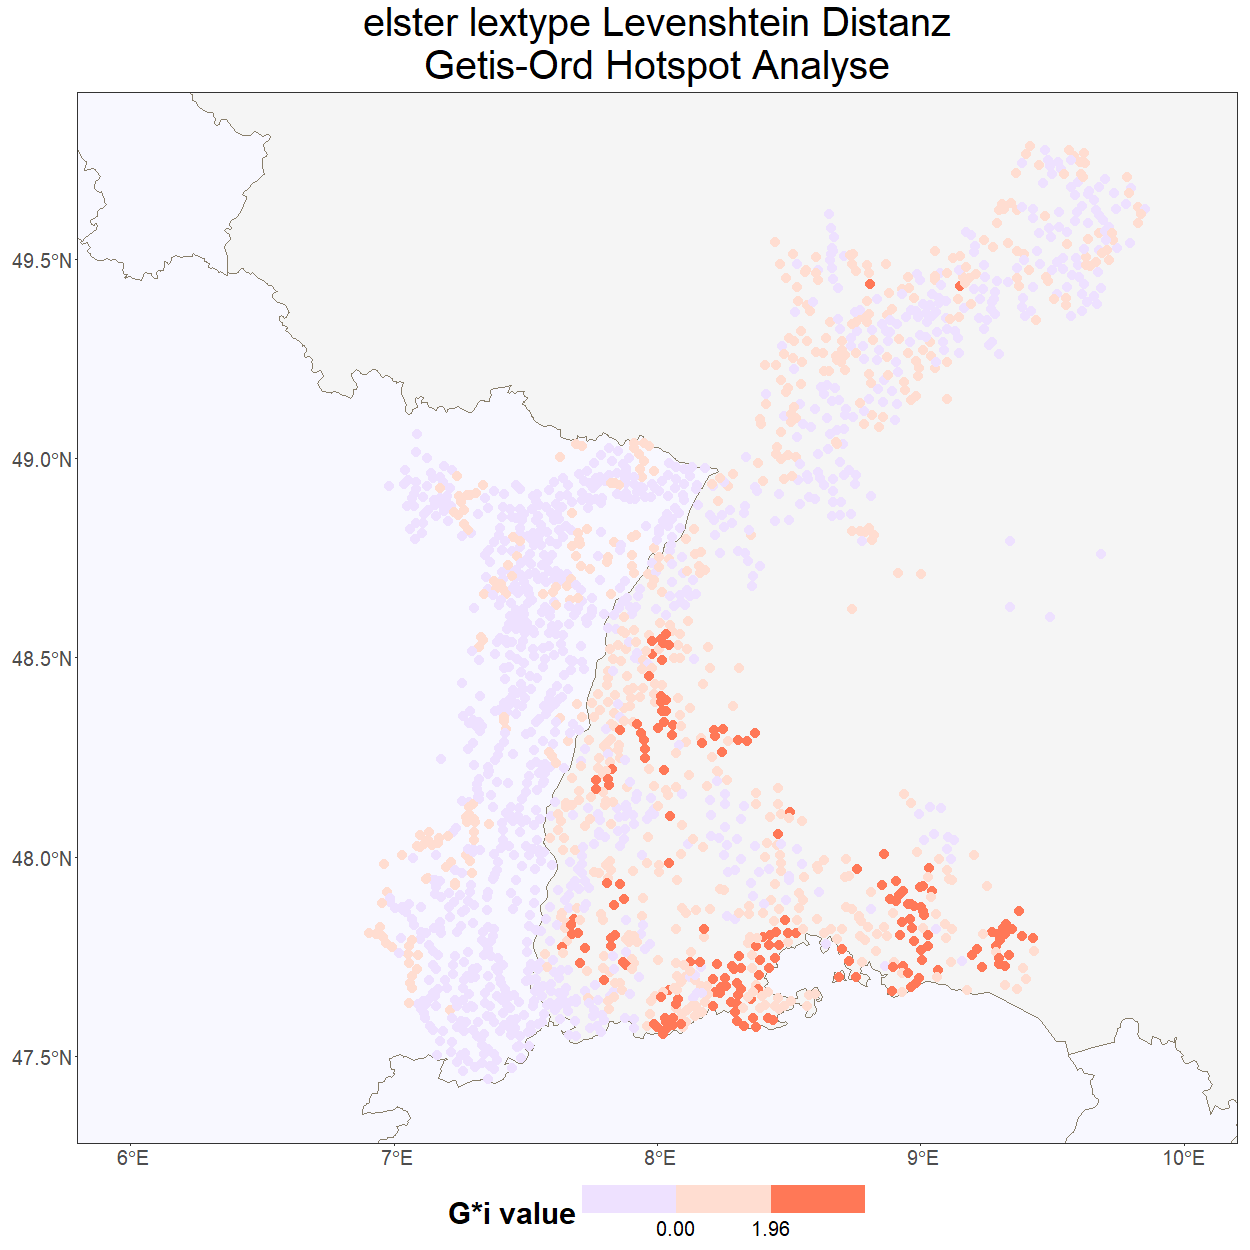 elster lextype Levenshtein Distanz
Getis-Ord Hotspot Analyse
49.5°N
49.0°N
48.5°N
48.0°N
47.5°N
6°E 7°E 8°E 9°E 10°E
G*i value
0.00 1.96